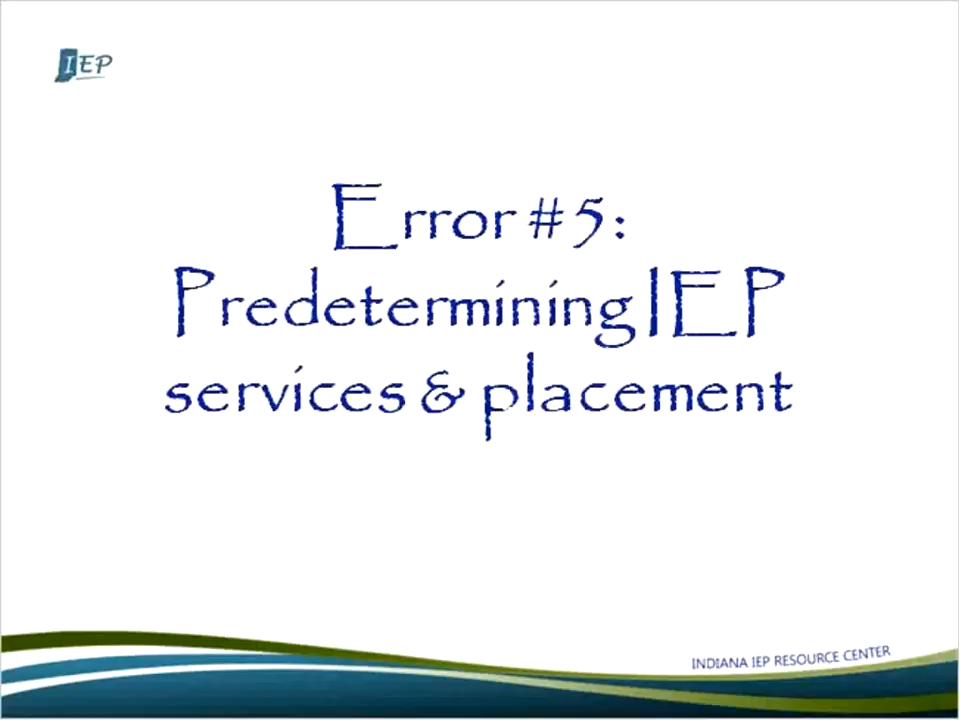 IEP
Error #5:
Predetermining IEP
services & placement
INDIANA IEP RESOURCE CENTER